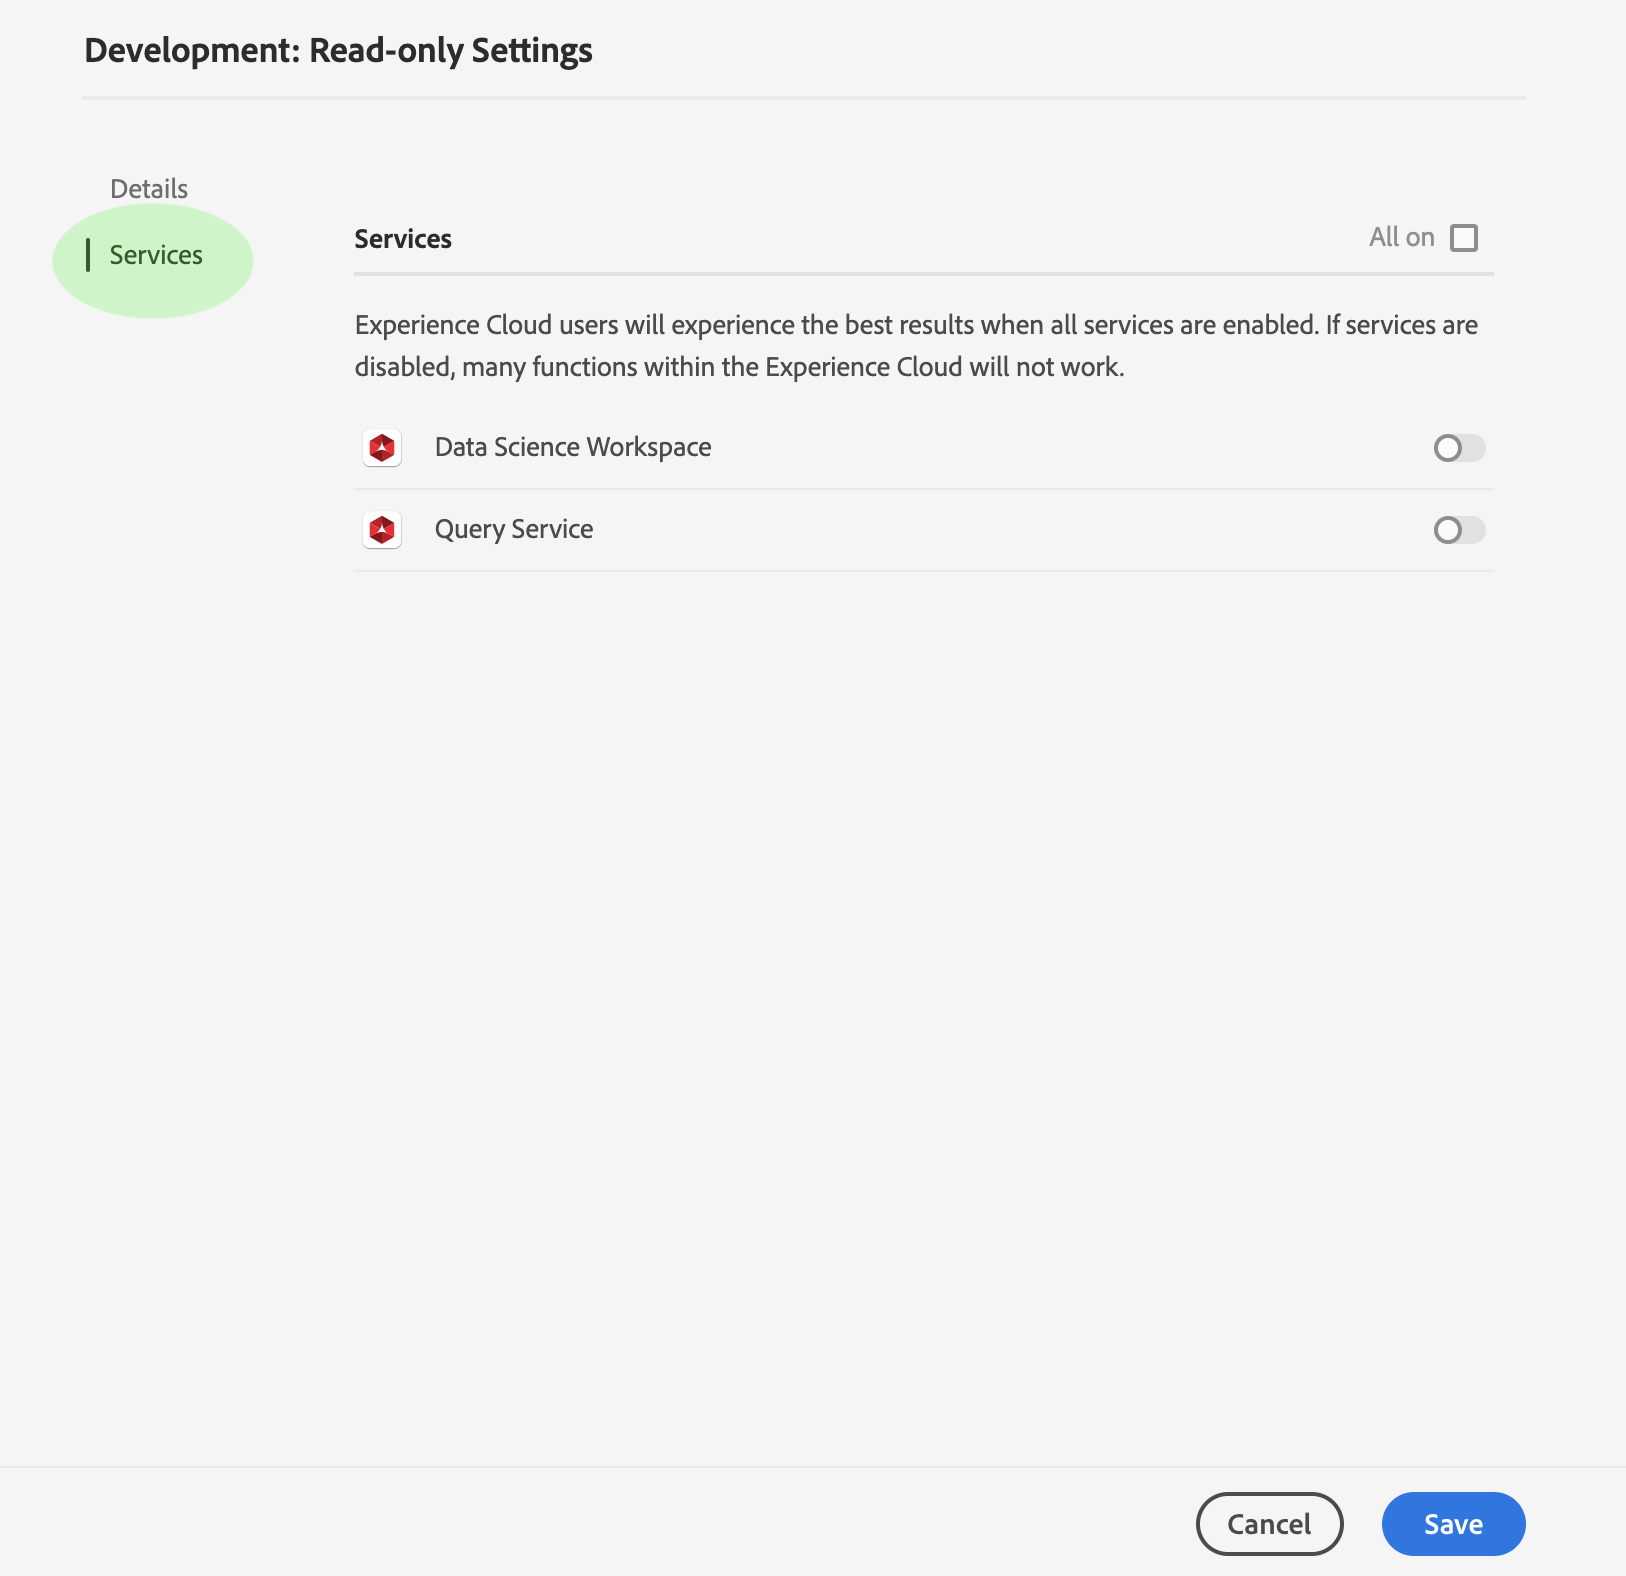 Development: Read-only Settings
Details
Services
Services
All on
Experience Cloud users will experience the best results when all services are enabled. If services are
disabled, many functions within the Experience Cloud will not work.
Data Science Workspace
Query Service
Cancel
Save